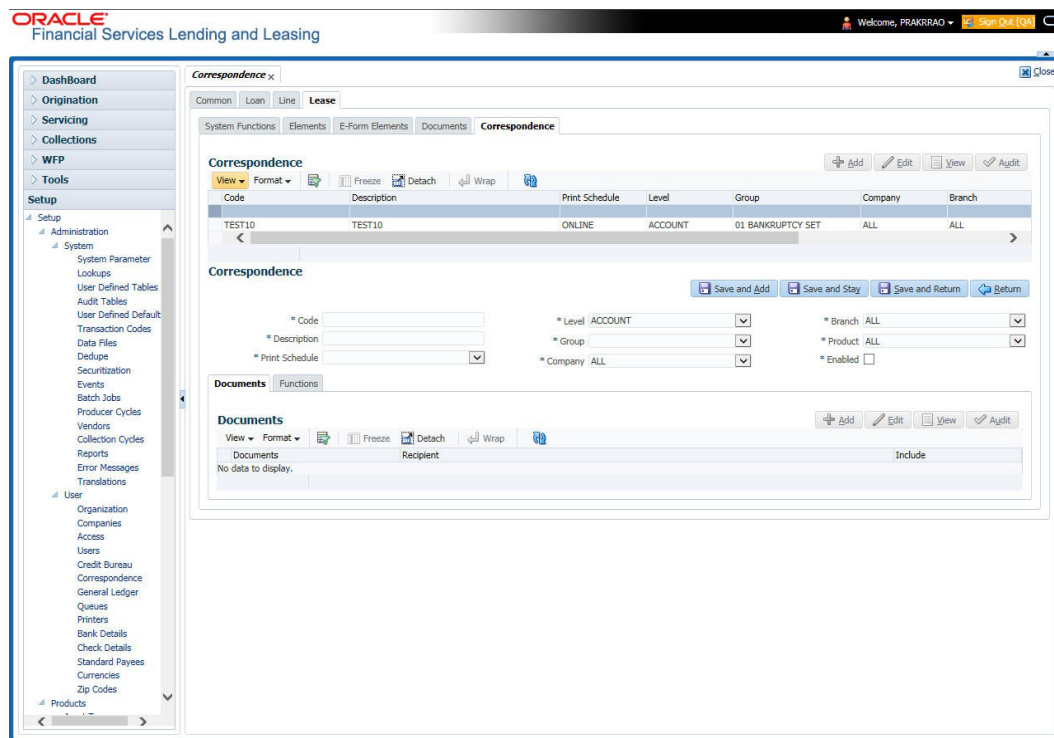 ORACLE
Financial Services Lending and Leasing
Welcome, PRAKRRAO
Sign Out [QA]
Close
DashBoard
Origination
Servicing
Collections
WFP
Tools
Setup
Setup
Administration
System
System Parameter
Lookups
User Defined Tables
Audit Tables
User Defined Default
Transaction Codes
Data Files
Dedupe
Securitization
Events
Batch Jobs
Producer Cycles
Vendors
Collection Cycles
Reports
Error Messages
Translations
User
Organization
Companies
Access
Users
Credit Bureau
Correspondence
General Ledger
Queues
Printers
Bank Details
Check Details
Standard Payees
Currencies
Zip Codes
Products
Correspondence
Common Loan Line Lease
System Functions Elements E-Form Elements Documents Correspondence
Correspondence
Add Edit View Audit
View Format Freeze Detach Wrap
Code Description Print Schedule Level Group Company Branch
TEST10 TEST10 ONLINE ACCOUNT 01 BANKRUPTCY SET ALL ALL
Correspondence
Save and Add Save and Stay Save and Return Return
* Code * Level ACCOUNT * Branch ALL
* Description * Group * Product ALL
* Print Schedule * Company ALL * Enabled
Documents Functions
Documents
Add Edit View Audit
View Format Freeze Detach Wrap
Documents Recipient Include
No data to display.